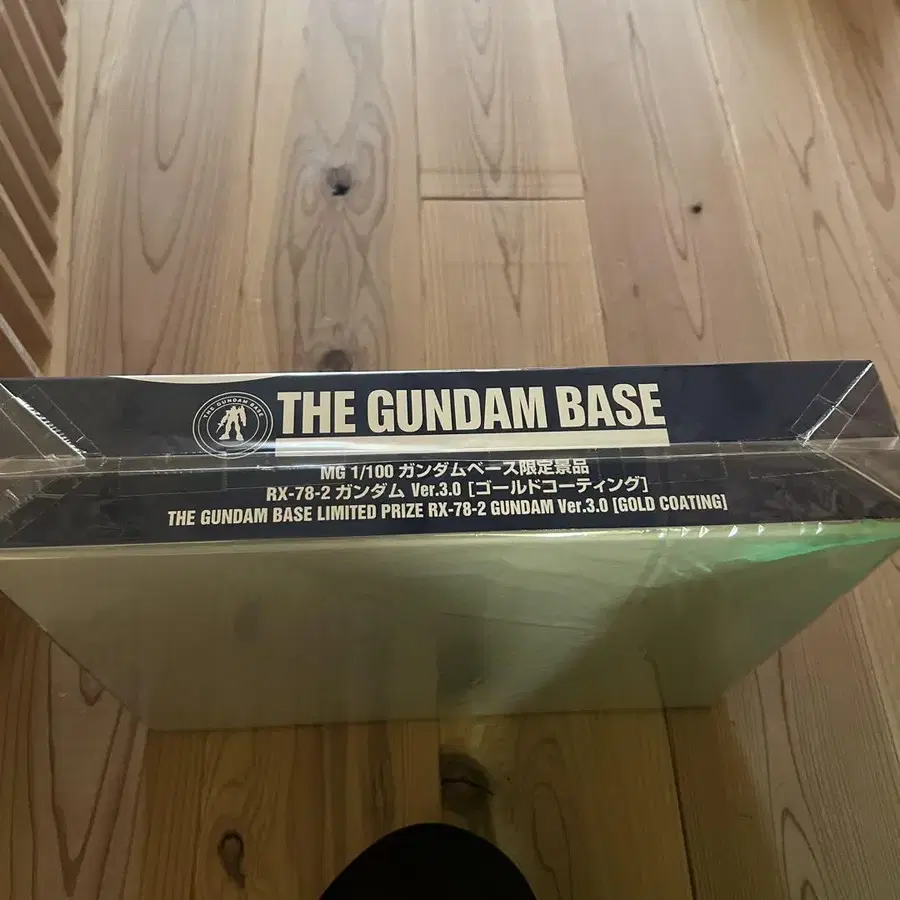 THE GUNDAM BASE
THE GUNDAM BASE
MG 1/100 ガンダムベース限定景品
RX-78-2 ガンダム Ver.3.0 [ゴールドコーティング]
THE GUNDAM BASE LIMITED PRIZE RX-78-2 GUNDAM Ver.3.0 [GOLD COATING]